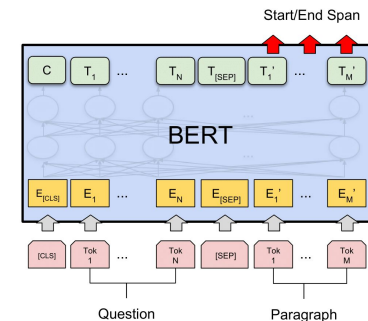 Start/End Span
C T1 ... TN T[SEP] T1' ... TM'
BERT
E[CLS] E1 ... EN E[SEP] E1' ... EM'
[CLS] Tok 1 ... Tok N [SEP] Tok 1 ... Tok M
Question Paragraph